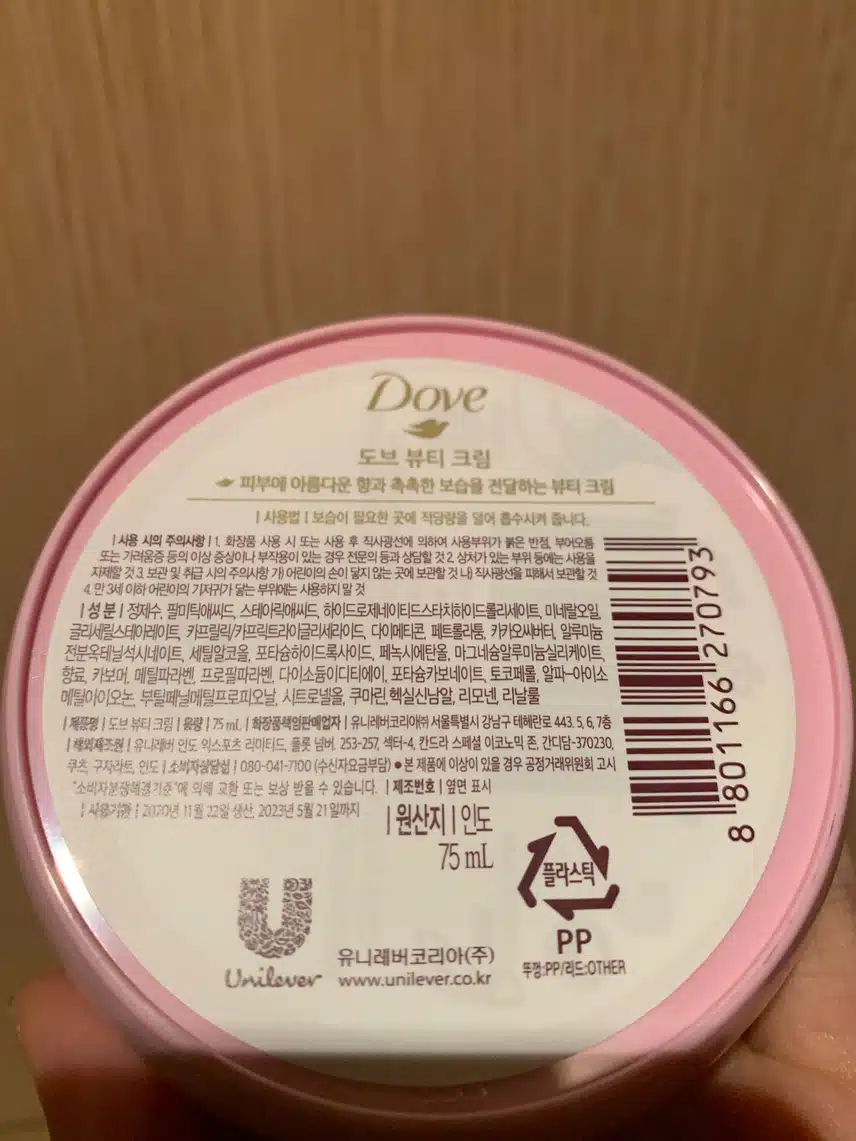 Dove
도브 뷰티 크림
피부에 아름다운 향과 촉촉한 보습을 전달하는 뷰티 크림
| 사용법 | 보습이 필요한 곳에 적당량을 덜어 흡수시켜 줍니다.
| 사용 시의 주의사항 | 1. 화장품 사용 시 또는 사용 후 직사광선에 의하여 사용부위가 붉은 반점, 부어오름
또는 가려움증 등의 이상 증상이나 부작용이 있는 경우 전문의 등과 상담할 것 2. 상처가 있는 부위 등에는 사용을
자제할 것 3. 보관 및 취급 시의 주의사항 가) 어린이의 손이 닿지 않는 곳에 보관할 것 나) 직사광선을 피해서 보관할 것
4. 만 3세 이하 어린이의 기저귀가 닿는 부위에는 사용하지 말 것
| 성 분 | 정제수, 팔미틱애씨드, 스테아릭애씨드, 하이드로제네이티드스타치하이드롤리세이트, 미네랄오일,
글리세릴스테아레이트, 카프릴릭/카프릭트라이글리세라이드, 다이메티콘, 페트롤라툼, 카카오씨버터, 알루미늄
전분옥테닐석시네이트, 세틸알코올, 포타슘하이드록사이드, 페녹시에탄올, 마그네슘알루미늄실리케이트,
향료, 카보머, 메틸파라벤, 프로필파라벤, 다이소듐이디티에이, 포타슘카보네이트, 토코페롤, 알파-아이소
메틸아이오논, 부틸페닐메틸프로피오날, 시트로넬올, 쿠마린, 헥실신남알, 리모넨, 리날룰
| 제품명 | 도브 뷰티 크림 | 용량 | 75 mL | 화장품책임판매업자 | 유니레버코리아㈜ 서울특별시 강남구 테헤란로 443, 5, 6, 7층
| 해외제조원 | 유니레버 인도 익스포츠 리미티드, 플롯 넘버. 253-257, 섹터-4, 칸드라 스페셜 이코노믹 존, 간디담-370230,
쿠츠, 구자라트, 인도 | 소비자상담실 | 080-041-7100 (수신자요금부담) ● 본 제품에 이상이 있을 경우 공정거래위원회 고시
"소비자분쟁해결기준"에 의해 교환 또는 보상 받을 수 있습니다. | 제조번호 | 옆면 표시
| 사용기한 | 2020년 11월 22일 생산, 2023년 5월 21일까지
| 원산지 | 인도
75 mL
8 801166 270793
플라스틱
PP
뚜껑:PP/리드:OTHER
Unilever
유니레버코리아(주)
www.unilever.co.kr